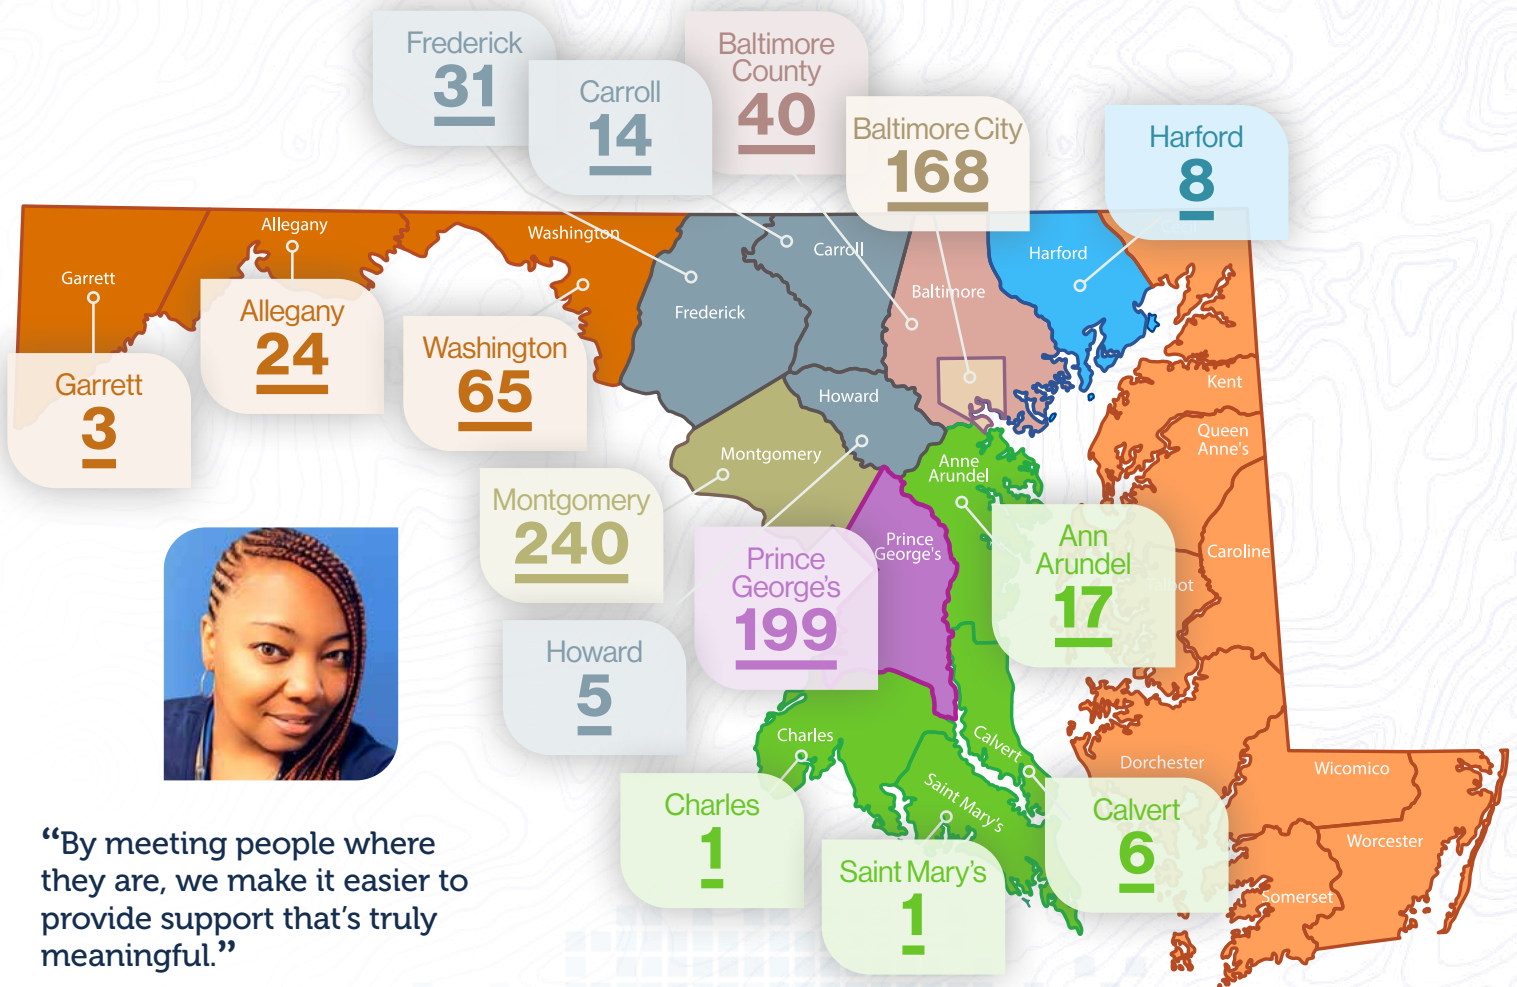 Frederick
31
Carroll
14
Baltimore
County
40
Baltimore City
168
Harford
8
Garrett
Allegany
Washington
Frederick
Carroll
Baltimore
Harford
Cecil
Garrett
3
Allegany
24
Washington
65
Howard
Montgomery
Anne
Arundel
Prince
George's
Kent
Queen
Anne's
Caroline
Montgomery
240
Prince
George's
199
Ann
Arundel
17
Howard
5
Charles
Calvert
Saint Mary's
Dorchester
Wicomico
Worcester
Somerset
Charles
1
Saint Mary's
1
Calvert
6
“By meeting people where
they are, we make it easier to
provide support that’s truly
meaningful.”